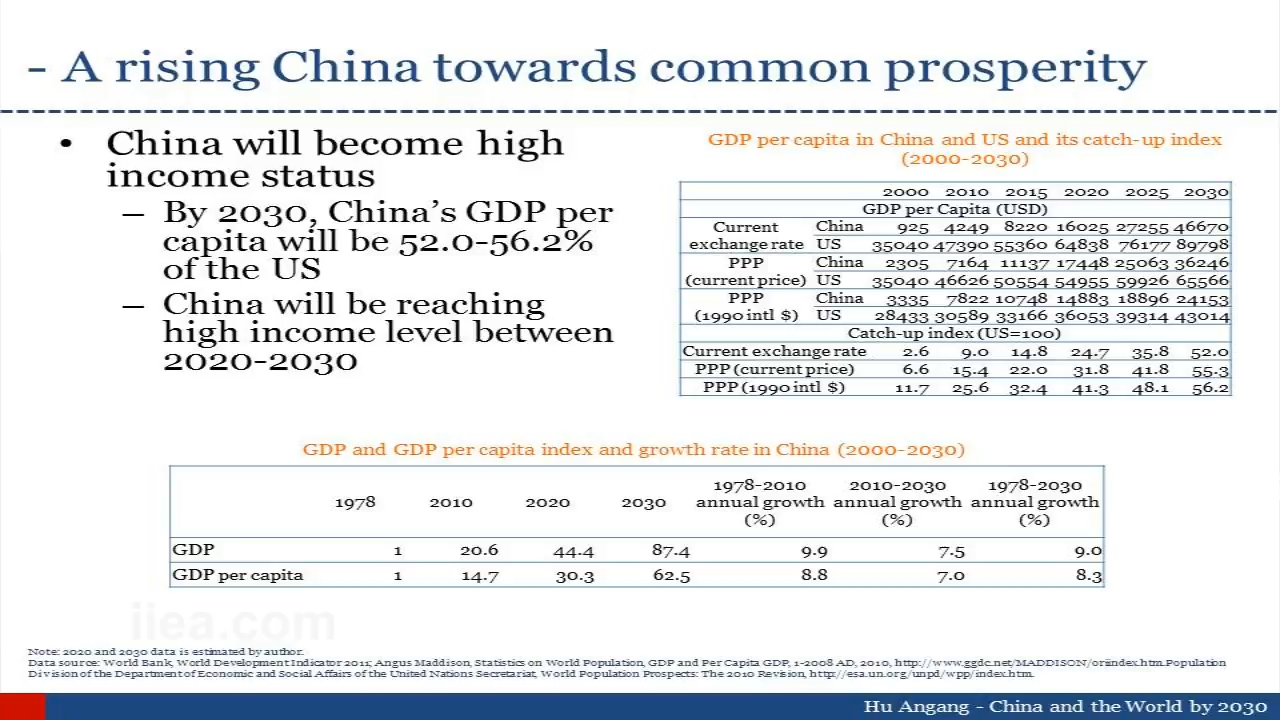 - A rising China towards common prosperity
• China will become high
income status
– By 2030, China's GDP per
capita will be 52.0-56.2%
of the US
– China will be reaching
high income level between
2020-2030
GDP per capita in China and US and its catch-up index
(2000-2030)
2000 2010 2015 2020 2025 2030
GDP per Capita (USD)
Current exchange rate China 925 4249 8220 16025 27255 46670
US 35040 47390 55360 64838 76177 89798
PPP (current price) China 2305 7164 11137 17448 25063 36246
US 35040 46626 50554 54955 59926 65566
PPP (1990 intl $) China 3335 7822 10748 14883 18896 24153
US 28433 30589 33166 36053 39314 43014
Catch-up index (US=100)
Current exchange rate 2.6 9.0 14.8 24.7 35.8 52.0
PPP (current price) 6.6 15.4 22.0 31.8 41.8 55.3
PPP (1990 intl $) 11.7 25.6 32.4 41.3 48.1 56.2
GDP and GDP per capita index and growth rate in China (2000-2030)
1978 2010 2020 2030 1978-2010 annual growth (%) 2010-2030 annual growth (%) 1978-2030 annual growth (%)
GDP 1 20.6 44.4 87.4 9.9 7.5 9.0
GDP per capita 1 14.7 30.3 62.5 8.8 7.0 8.3
iiea.com
Note: 2020 and 2030 data is estimated by author.
Data source: World Bank, World Development Indicator 2011; Angus Maddison, Statistics on World Population, GDP and Per Capita GDP, 1-2008 AD, 2010, http://www.ggdc.net/MADDISON/oriindex.htm.Population
Division of the Department of Economic and Social Affairs of the United Nations Secretariat, World Population Prospects: The 2010 Revision, http://esa.un.org/unpd/wpp/index.htm.
Hu Angang - China and the World by 2030